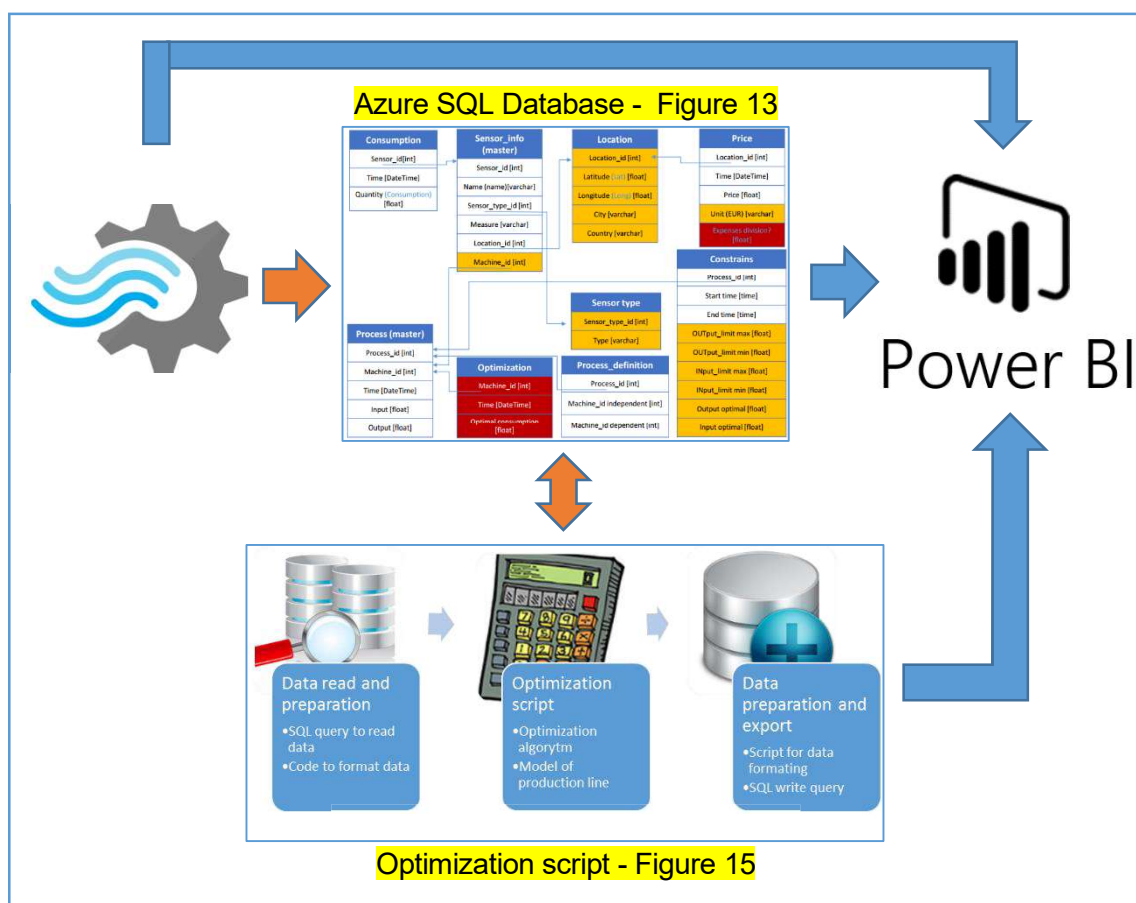 Azure SQL Database - Figure 13
Consumption
Sensor_id[int]
Time [DateTime]
Quantity (Consumption)
[float]
Sensor_info
(master)
Sensor_id [int]
Name (name)[varchar]
Sensor_type_id [int]
Measure [varchar]
Location_id [int]
Machine_id [int]
Location
Location_id [int]
Latitude (Lat) [float]
Longitude (Long) [float]
City [varchar]
Country [varchar]
Price
Location_id [int]
Time [DateTime]
Price [float]
Unit (EUR) [varchar]
Expenses division?
[float]
Constrains
Process_id [int]
Start time [time]
End time [time]
OUTput_limit max [float]
OUTput_limit min [float]
INput_limit max [float]
INput_limit min [float]
Output optimal [float]
Input optimal [float]
Sensor type
Sensor_type_id [int]
Type [varchar]
Process (master)
Process_id [int]
Machine_id [int]
Time [DateTime]
Input [float]
Output [float]
Optimization
Machine_id [int]
Time [DateTime]
Optimal consumption
[float]
Process_definition
Process_id [int]
Machine_id independent [int]
Machine_id dependent [int]
Power BI
Data read and
preparation
•SQL query to read
data
•Code to format data
Optimization
script
•Optimization
algorytm
•Model of
production line
Data
preparation and
export
•Script for data
formating
•SQL write query
Optimization script - Figure 15